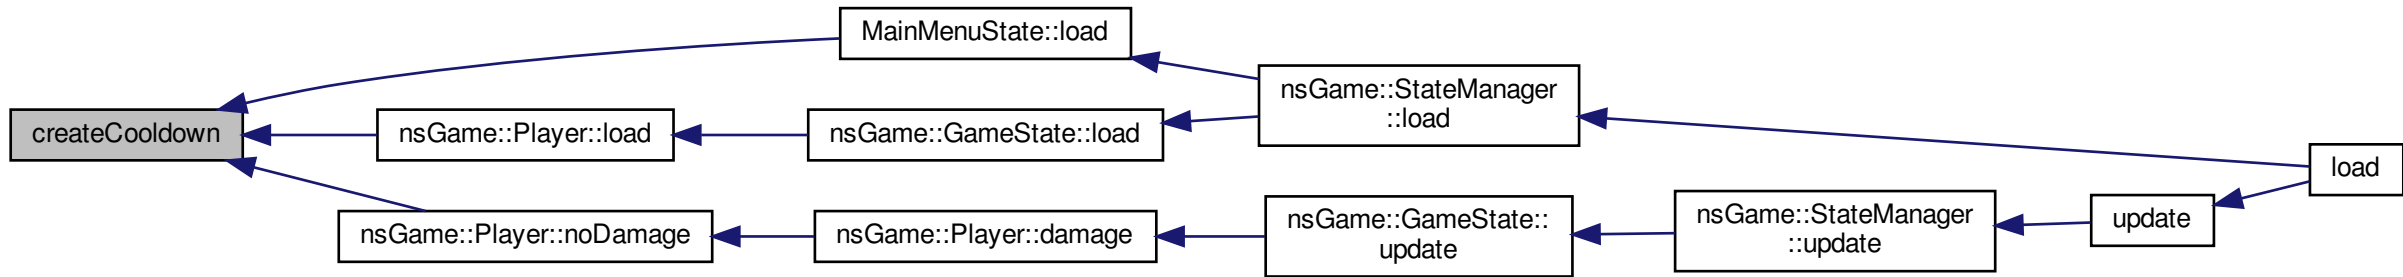 MainMenuState::load
nsGame::StateManager
::load
createCooldown
nsGame::Player::load
nsGame::GameState::load
load
nsGame::Player::noDamage
nsGame::Player::damage
nsGame::GameState::
update
nsGame::StateManager
::update
update